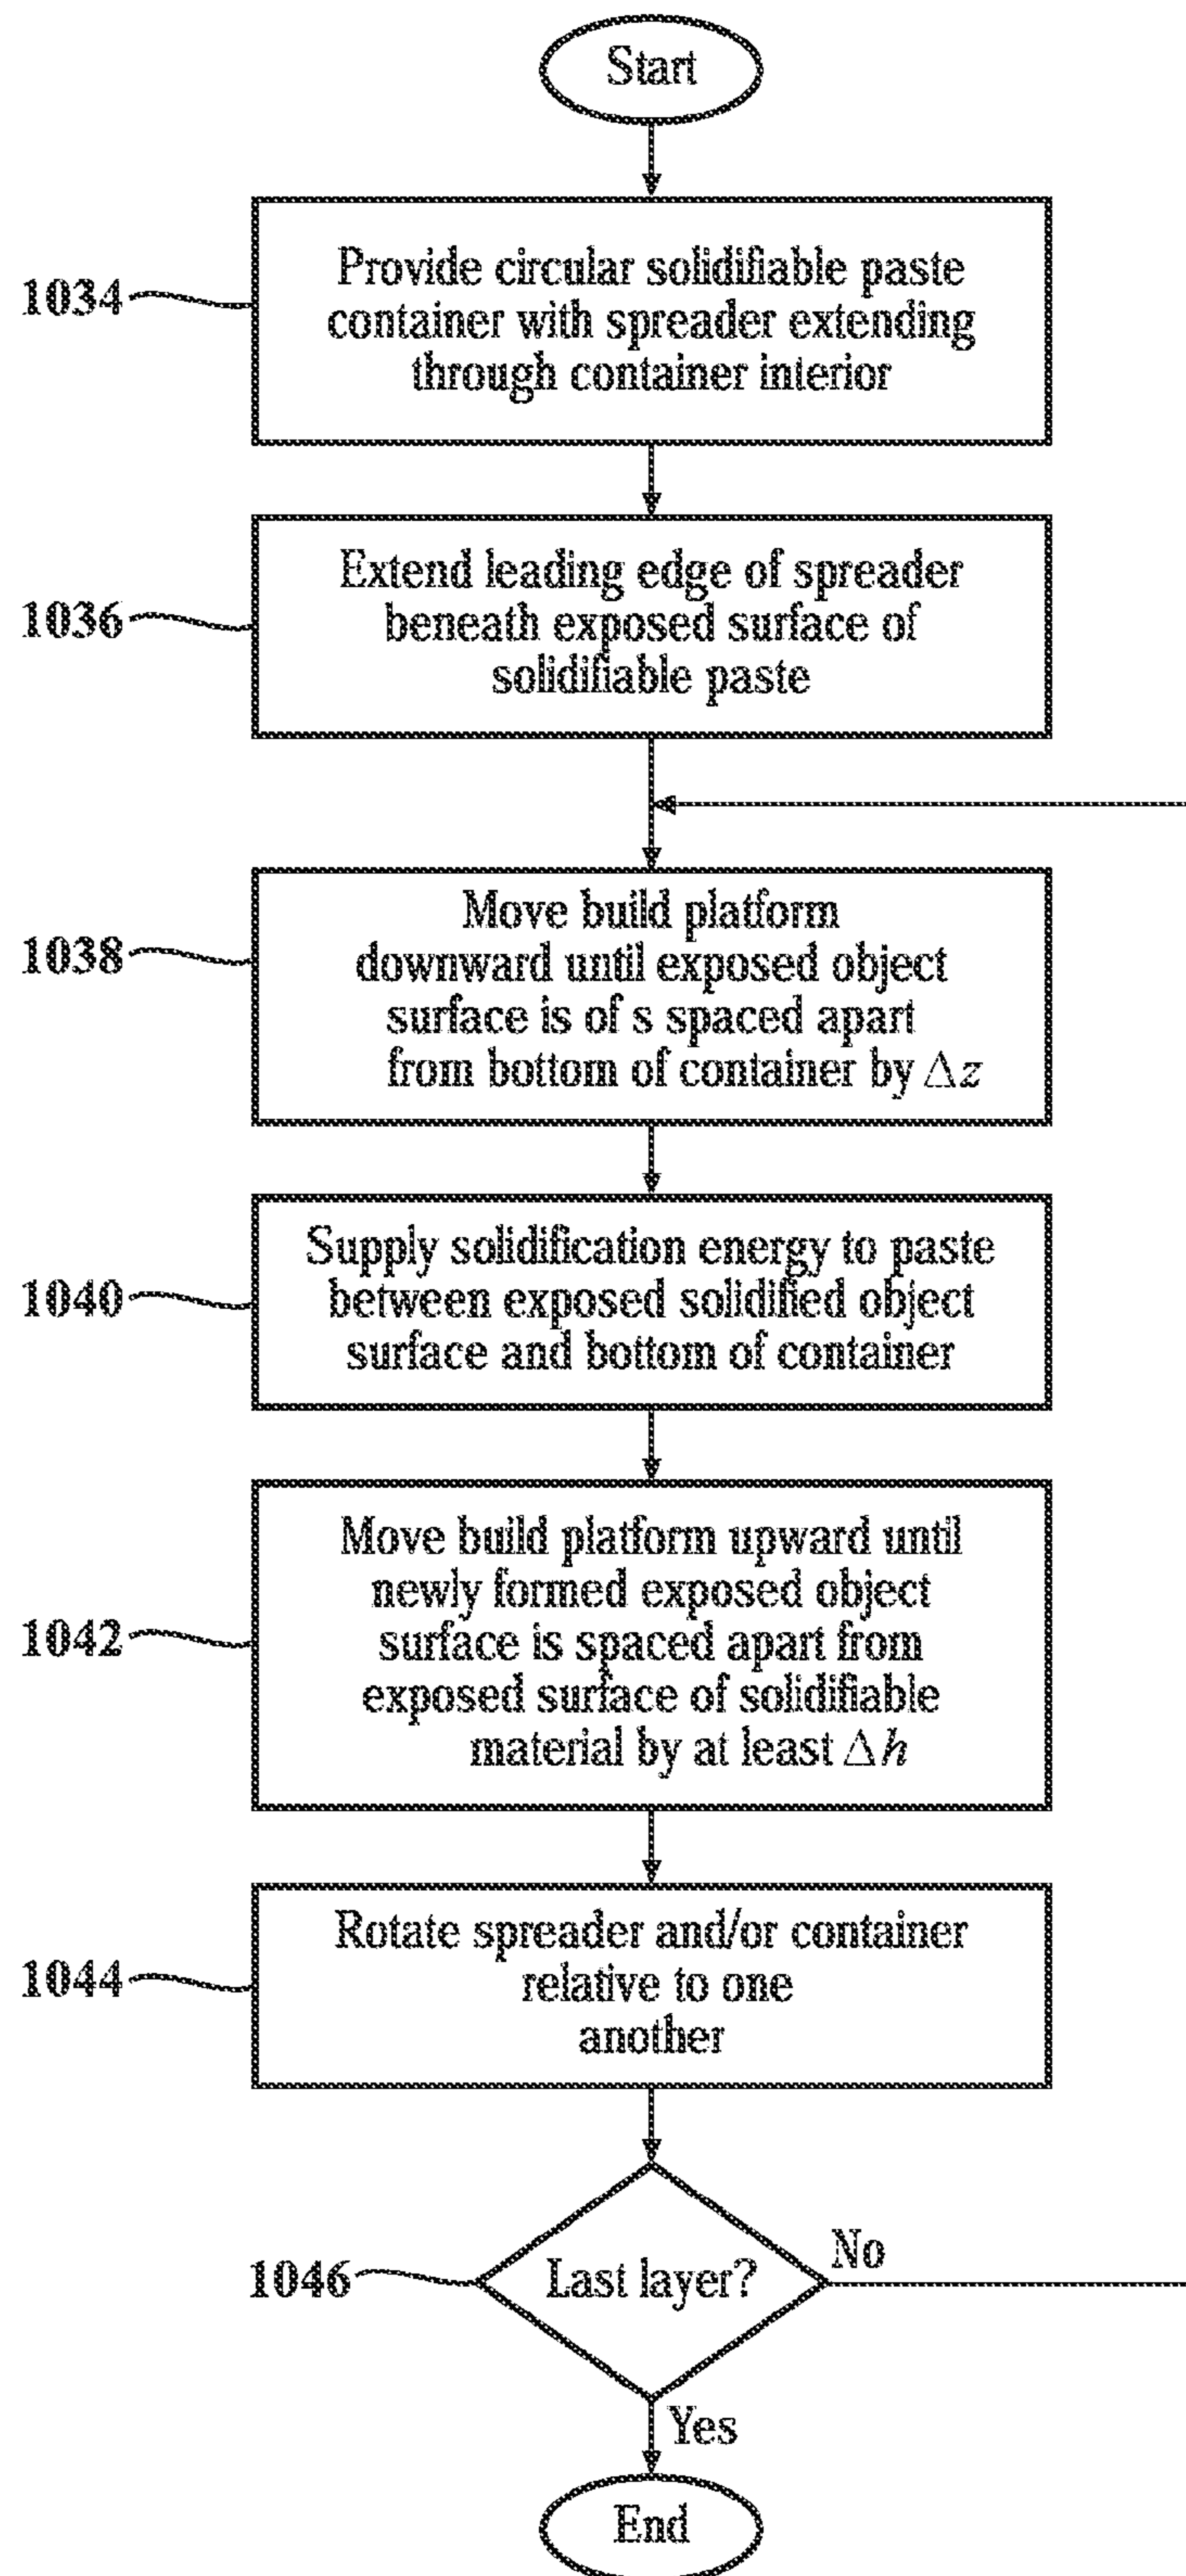 Start
1034
Provide circular solidifiable paste
container with spreader extending
through container interior
1036
Extend leading edge of spreader
beneath exposed surface of
solidifiable paste
1038
Move build platform
downward until exposed object
surface is of s spaced apart
from bottom of container by Δz
1040
Supply solidification energy to paste
between exposed solidified object
surface and bottom of container
1042
Move build platform upward until
newly formed exposed object
surface is spaced apart from
exposed surface of solidifiable
material by at least Δh
1044
Rotate spreader and/or container
relative to one
another
1046
Last layer?
No
Yes
End